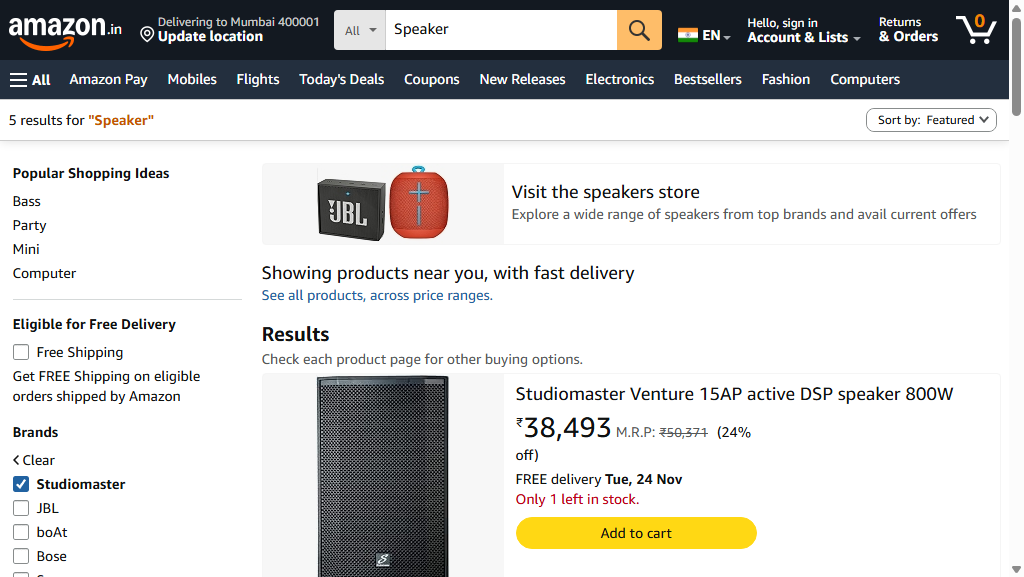 amazon.in
Delivering to Mumbai 400001
Update location
All
Speaker
EN
Hello, sign in
Account & Lists
Returns
& Orders
0
All
Amazon Pay
Mobiles
Flights
Today's Deals
Coupons
New Releases
Electronics
Bestsellers
Fashion
Computers
5 results for "Speaker"
Sort by: Featured
Popular Shopping Ideas
Bass
Party
Mini
Computer
Eligible for Free Delivery
Free Shipping
Get FREE Shipping on eligible
orders shipped by Amazon
Brands
Clear
Studiomaster
JBL
boAt
Bose
JBL
Visit the speakers store
Explore a wide range of speakers from top brands and avail current offers
Showing products near you, with fast delivery
See all products, across price ranges.
Results
Check each product page for other buying options.
Studiomaster Venture 15AP active DSP speaker 800W
₹38,493 M.R.P: ₹50,371 (24%
off)
FREE delivery Tue, 24 Nov
Only 1 left in stock.
Add to cart